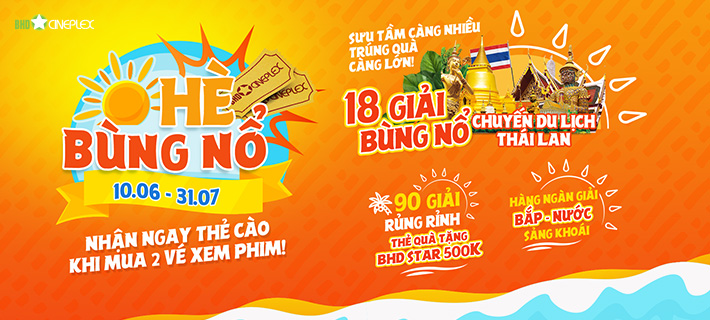 BHD CINEPLEX
CINEPLEX
CINEPLEX
HÈ
BÙNG NỔ
10.06 - 31.07
NHẬN NGAY THẺ CÀO
KHI MUA 2 VÉ XEM PHIM!
SƯU TẦM CÀNG NHIỀU
TRÚNG QUÀ
CÀNG LỚN!
18 GIẢI
BÙNG NỔ
CHUYẾN DU LỊCH
THÁI LAN
90 GIẢI
RỦNG RỈNH
THẺ QUÀ TẶNG
BHD STAR 500K
HÀNG NGÀN GIẢI
BẮP - NƯỚC
SẢNG KHOÁI